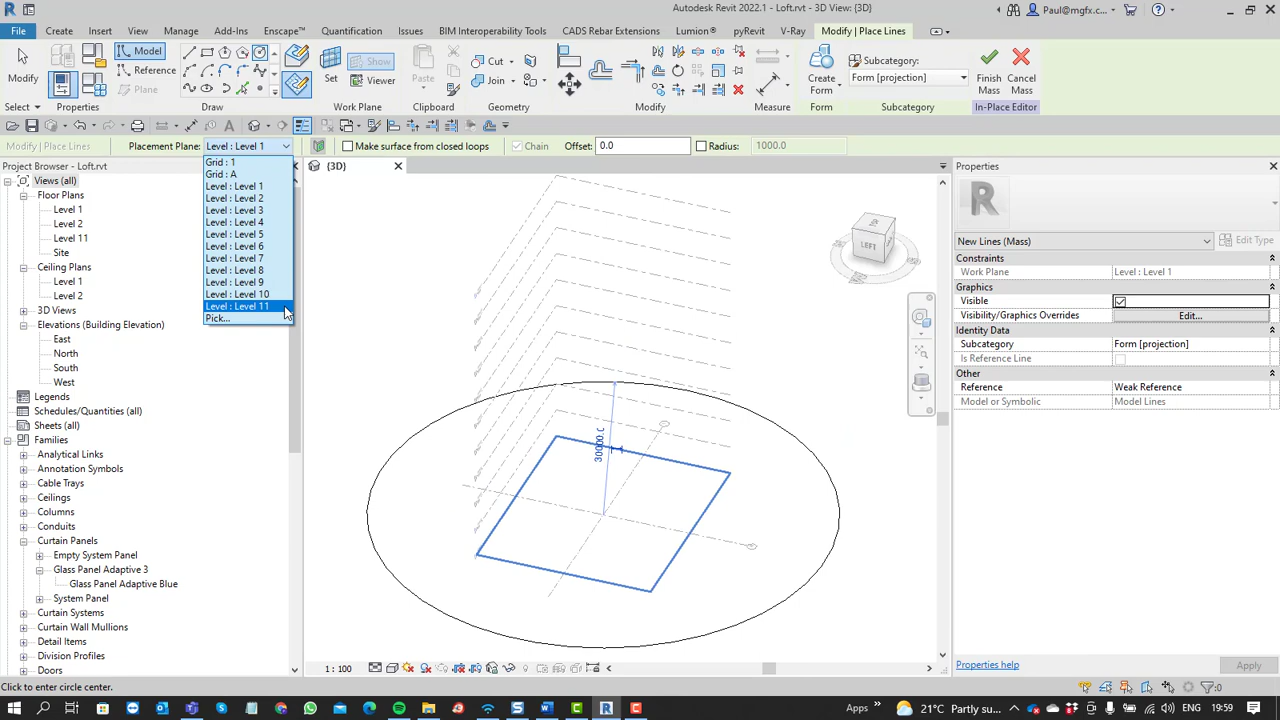 Autodesk Revit 2022.1 - Loft.rvt - 3D View: {3D}
Paul@mgfx.c...
File Create Insert View Manage Add-Ins Enscape™ Quantification Issues BIM Interoperability Tools CADS Rebar Extensions Lumion® pyRevit V-Ray Modify | Place Lines
Modify
Model
Reference
Plane
Set
Show
Viewer
Paste
Cut
Join
Create Form
Subcategory:
Form [projection]
Finish Mass
Cancel Mass
Select Properties Draw Work Plane Clipboard Geometry Modify Measure Form Subcategory In-Place Editor
Modify | Place Lines Placement Plane: Level : Level 1 Make surface from closed loops Chain Offset: 0.0 Radius: 1000.0
Grid : 1
Grid : A
Level : Level 1
Level : Level 2
Level : Level 3
Level : Level 4
Level : Level 5
Level : Level 6
Level : Level 7
Level : Level 8
Level : Level 9
Level : Level 10
Level : Level 11
Pick...
Project Browser - Loft.rvt
Views (all)
Floor Plans
Level 1
Level 2
Level 11
Site
Ceiling Plans
Level 1
Level 2
3D Views
Elevations (Building Elevation)
East
North
South
West
Legends
Schedules/Quantities (all)
Sheets (all)
Families
Analytical Links
Annotation Symbols
Cable Trays
Ceilings
Columns
Conduits
Curtain Panels
Empty System Panel
Glass Panel Adaptive 3
Glass Panel Adaptive Blue
System Panel
Curtain Systems
Curtain Wall Mullions
Detail Items
Division Profiles
Doors
{3D}
LEFT
30000.0
1 : 100
Properties
New Lines (Mass)
Edit Type
Constraints
Work Plane Level : Level 1
Graphics
Visible
Visibility/Graphics Overrides Edit...
Identity Data
Subcategory Form [projection]
Is Reference Line
Other
Reference Weak Reference
Model or Symbolic Model Lines
Properties help
Apply
Click to enter circle center.
:0
Apps
21°C Partly su...
ENG
19:59